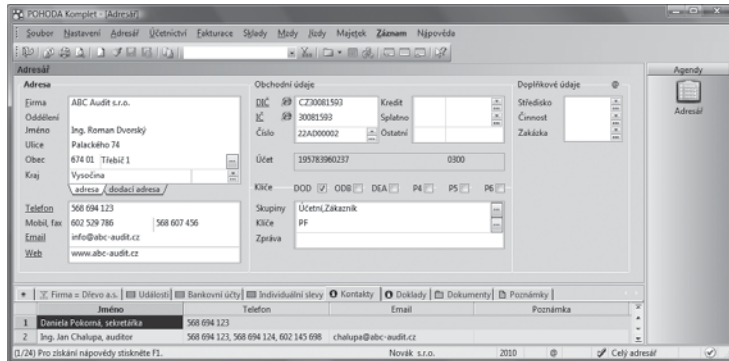 POHODA Komplet - [Adresář]
Soubor Nastavení Adresář Účetnictví Fakturace Sklady Mzdy Jízdy Majetek Záznam Nápověda
Adresář
Agendy
Adresář
Adresa
Firma ABC Audit s.r.o.
Oddělení
Jméno Ing. Roman Dvorský
Ulice Palackého 74
Obec 674 01 Třebíč 1
Kraj Vysočina
adresa dodací adresa
Telefon 568 694 123
Mobil, fax 602 529 786 568 607 456
Email info@abc-audit.cz
Web www.abc-audit.cz
Obchodní údaje
DIČ CZ30081593 Kredit
IČ 30081593 Splatno
Číslo 22AD00002 Ostatní
Účet 195783960237 0300
Klíče DOD ODB DEA P4 P5 P6
Skupiny Účetní,Zákazník
Klíče PF
Zpráva
Doplňkové údaje @
Středisko
Činnost
Zakázka
* Firma = Dřevo a.s. Události Bankovní účty Individuální slevy Kontakty Doklady Dokumenty Poznámky
Jméno Telefon Email Poznámka
1 Daniela Pokorná, sekretářka 568 694 123
2 Ing. Jan Chalupa, auditor 568 694 123, 568 694 124, 602 145 698 chalupa@abc-audit.cz
(1/24) Pro získání nápovědy stiskněte F1. Novák s.r.o. 2010 @ Celý adresář